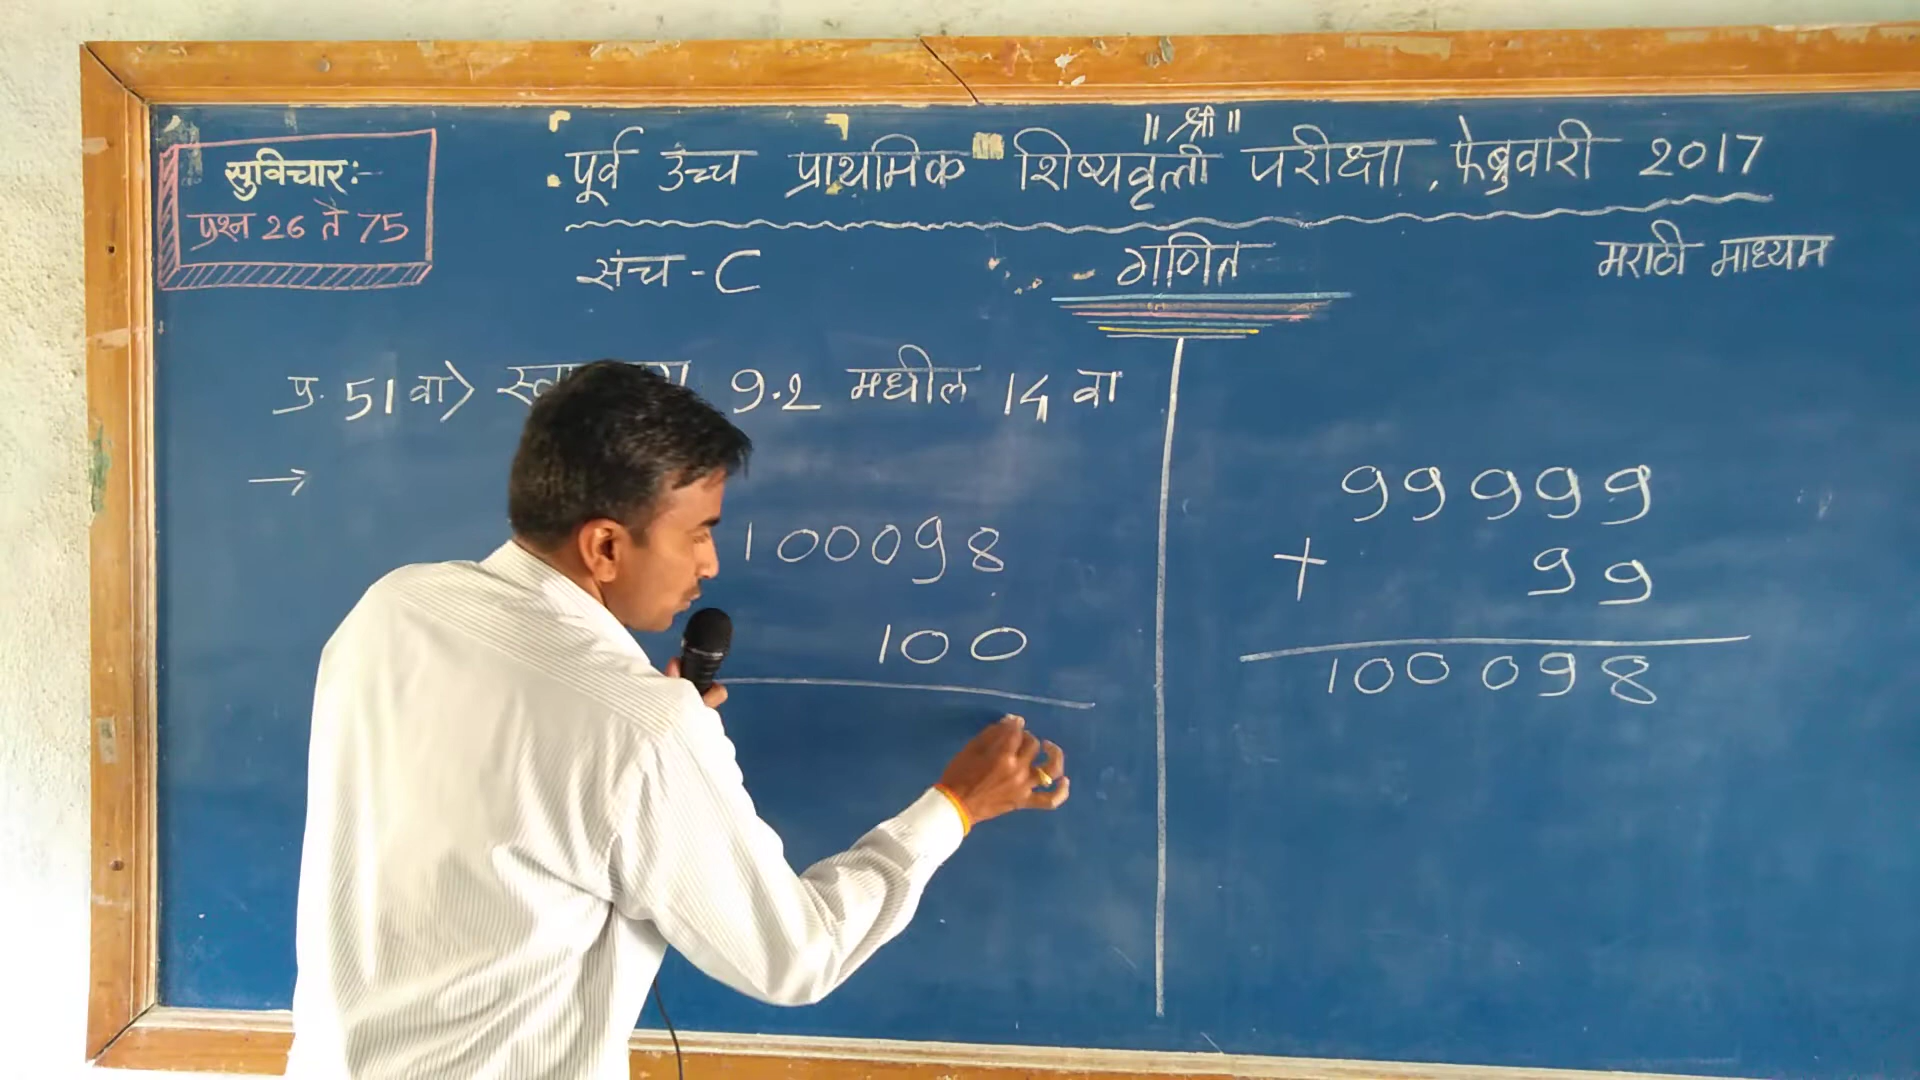 ॥ श्री ॥
पूर्व उच्च प्राथमिक शिष्यवृत्ती परीक्षा, फेब्रुवारी 2017
सुविचार:-
प्रश्न 26 ते 75
संच - C
गणित
मराठी माध्यम
प्र. 51 वा> 9.2 मधील 14 वा
→
100098
100
99999
+ 99
100098